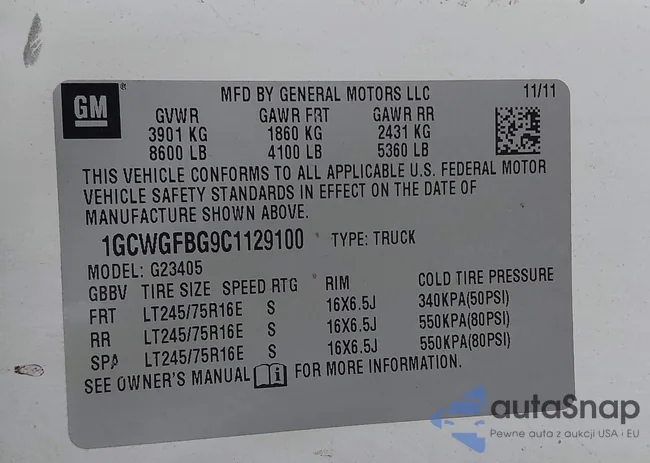 GM ®
MFD BY GENERAL MOTORS LLC 11/11
GVWR GAWR FRT GAWR RR
3901 KG 1860 KG 2431 KG
8600 LB 4100 LB 5360 LB
THIS VEHICLE CONFORMS TO ALL APPLICABLE U.S. FEDERAL MOTOR
VEHICLE SAFETY STANDARDS IN EFFECT ON THE DATE OF
MANUFACTURE SHOWN ABOVE.
1GCWGFBG9C1129100 TYPE: TRUCK
MODEL: G23405
GBBV TIRE SIZE SPEED RTG RIM COLD TIRE PRESSURE
FRT LT245/75R16E S 16X6.5J 340KPA(50PSI)
RR LT245/75R16E S 16X6.5J 550KPA(80PSI)
SPA LT245/75R16E S 16X6.5J 550KPA(80PSI)
SEE OWNER'S MANUAL FOR MORE INFORMATION.
autaSnap
Pewne auta z aukcji USA i EU